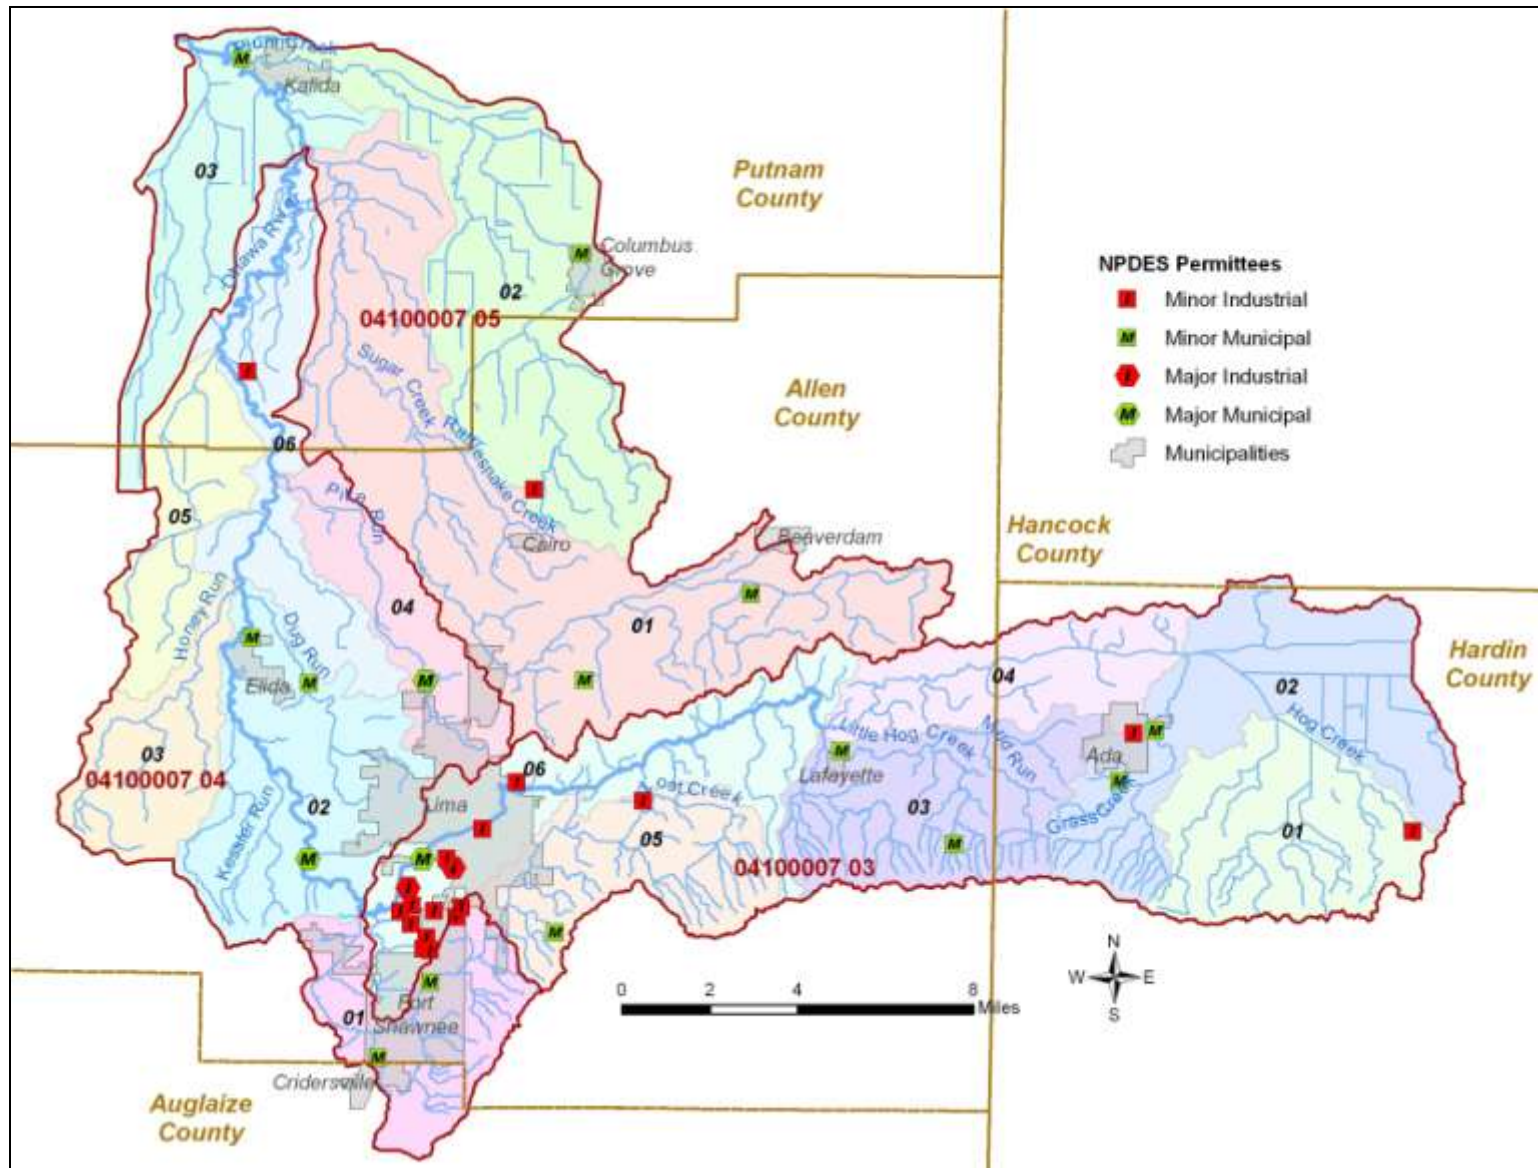 Plum Creek
Kalida
03
Putnam
County
Ottawa River
Columbus
Grove
02
04100007 05
NPDES Permittees
I Minor Industrial
M Minor Municipal
I Major Industrial
M Major Municipal
Municipalities
Sugar Creek
Rattlesnake Creek
Allen
County
06
Pike Run
05
Cairo
Beaverdam
Hancock
County
Honey Run
Dug Run
04
01
Hardin
County
Elida
04
02
Little Hog Creek
Mud Run
Hog Creek
Ada
Lafayette
03
04100007 04
06
Lost Creek
Lima
02
Kessler Run
05
03
Grass Creek
01
04100007 03
N
W E
S
0 2 4 8
Miles
Fort
Shawnee
01
Cridersville
Auglaize
County